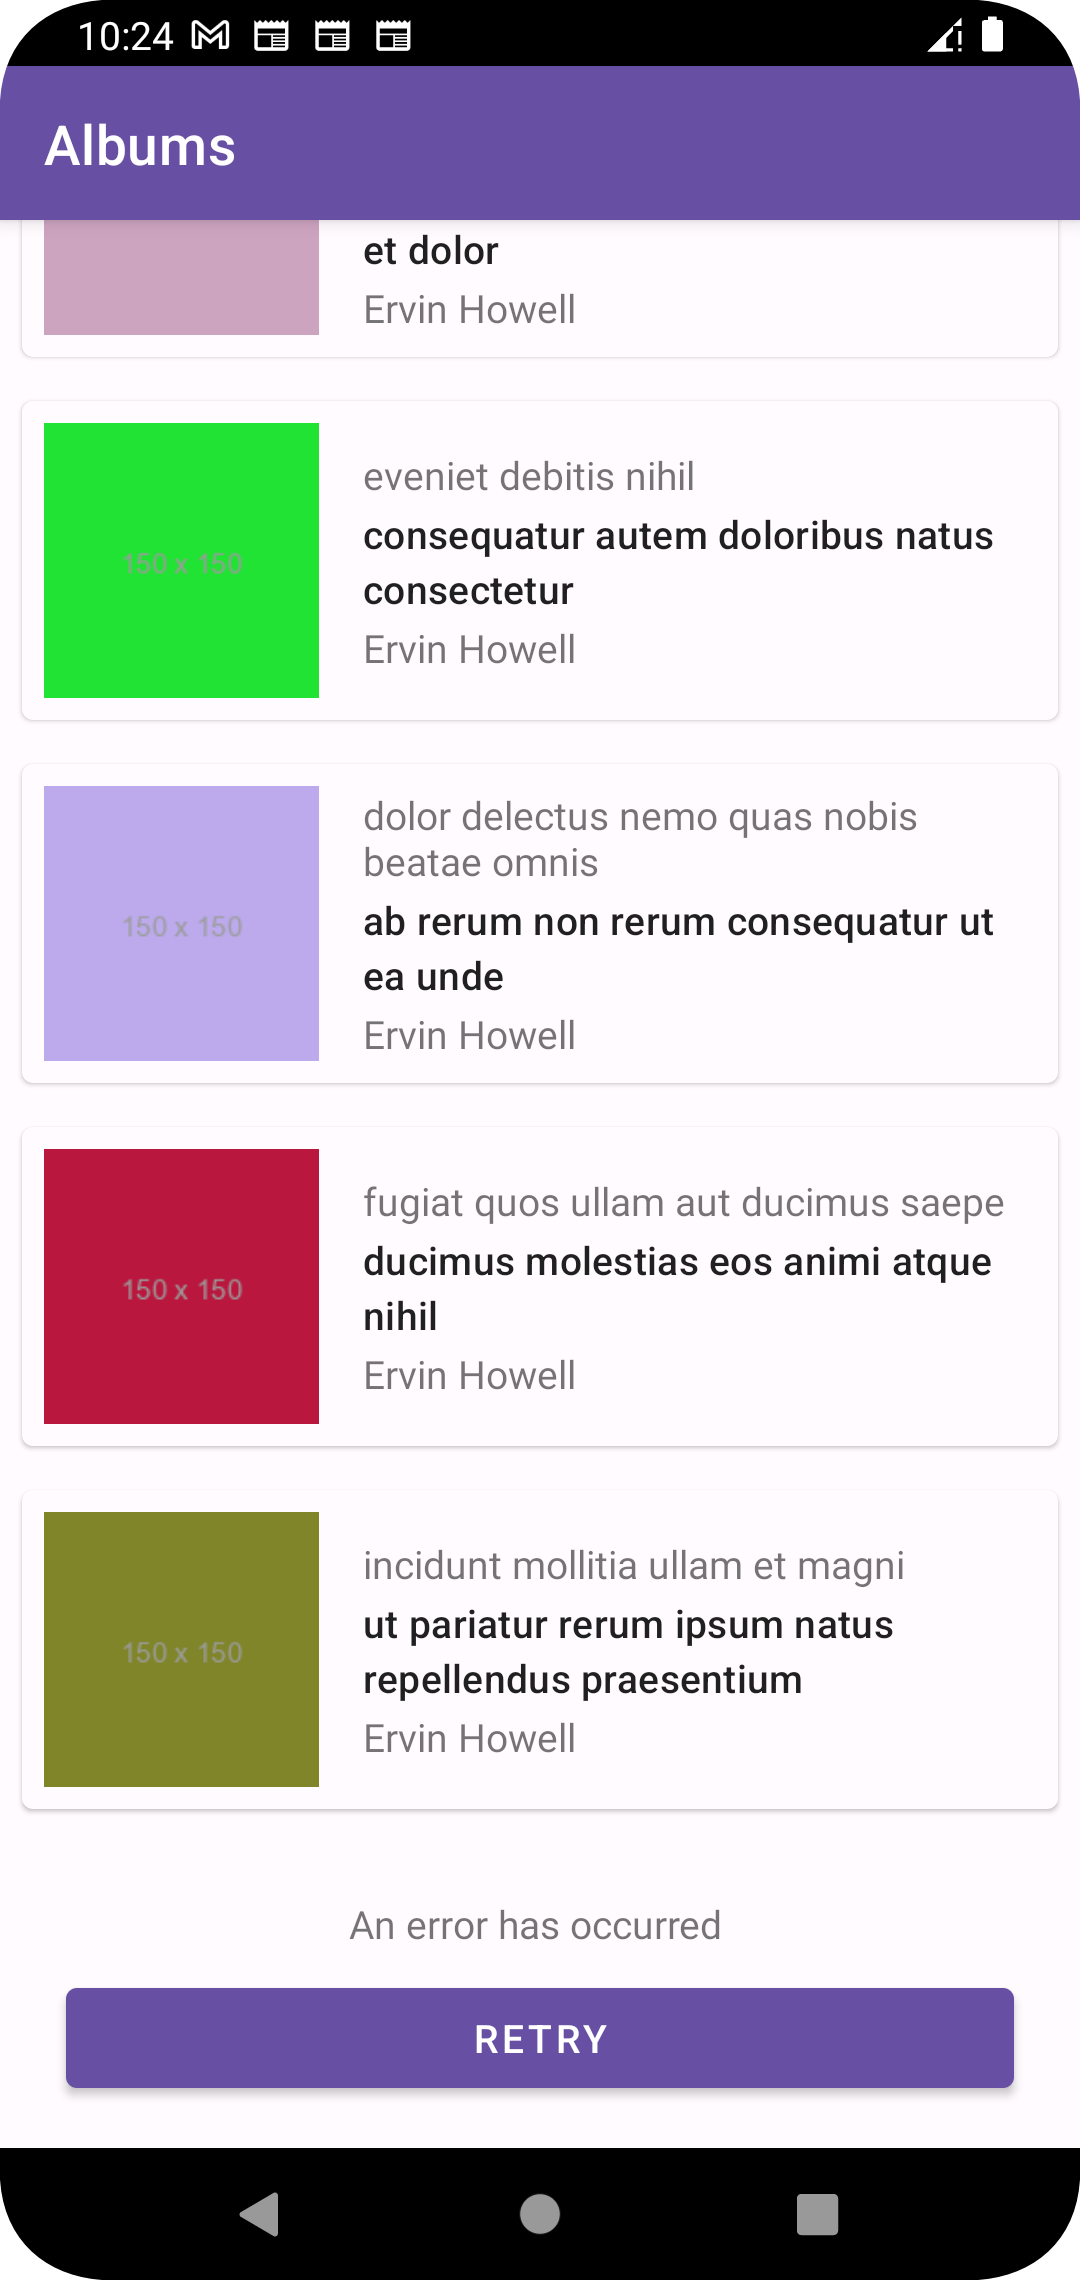 10:24
Albums
et dolor
Ervin Howell
150 x 150
eveniet debitis nihil
consequatur autem doloribus natus
consectetur
Ervin Howell
150 x 150
dolor delectus nemo quas nobis
beatae omnis
ab rerum non rerum consequatur ut
ea unde
Ervin Howell
150 x 150
fugiat quos ullam aut ducimus saepe
ducimus molestias eos animi atque
nihil
Ervin Howell
150 x 150
incidunt mollitia ullam et magni
ut pariatur rerum ipsum natus
repellendus praesentium
Ervin Howell
An error has occurred
RETRY